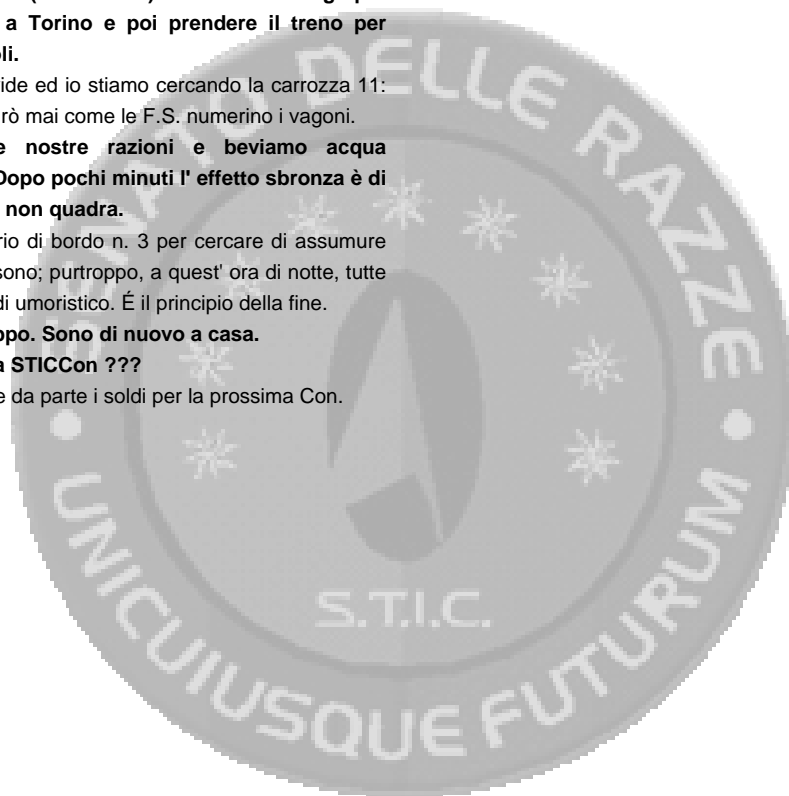 a Torino e poi prendere il treno per
li.
ide ed io stiamo cercando la carrozza 11:
rò mai come le F.S. numerino i vagoni.
e nostre razioni e beviamo acqua
Dopo pochi minuti l' effetto sbronza è di
non quadra.
rio di bordo n. 3 per cercare di assumure
sono; purtroppo, a quest' ora di notte, tutte
di umoristico. É il principio della fine.
ppo. Sono di nuovo a casa.
a STICCon ???
e da parte i soldi per la prossima Con.
SENATO DELLE RAZZE
S.T.I.C.
UNICUIUSQUE FUTURUM